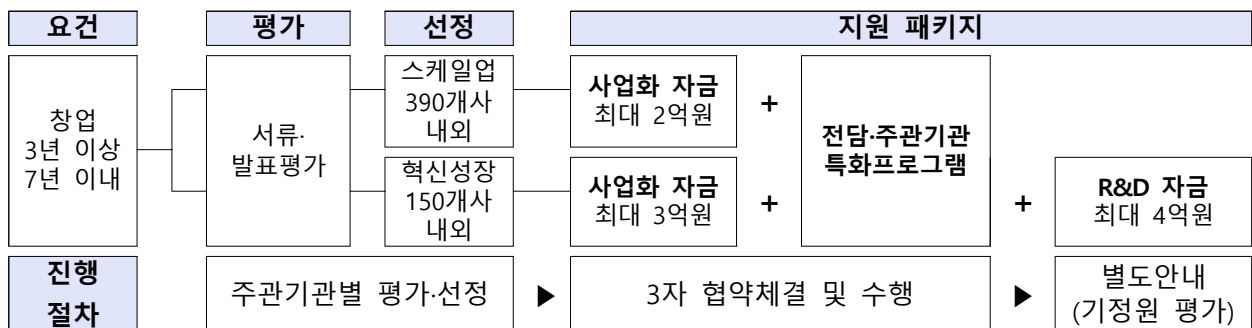 요건
평가
선정
지원 패키지
창업
3년 이상
7년 이내
서류·
발표평가
스케일업
390개사
내외
사업화 자금
최대 2억원
+
전담·주관기관
특화프로그램
혁신성장
150개사
내외
사업화 자금
최대 3억원
+
+
R&D 자금
최대 4억원
진행
절차
주관기관별 평가·선정
▶
3자 협약체결 및 수행
▶
별도안내
(기정원 평가)